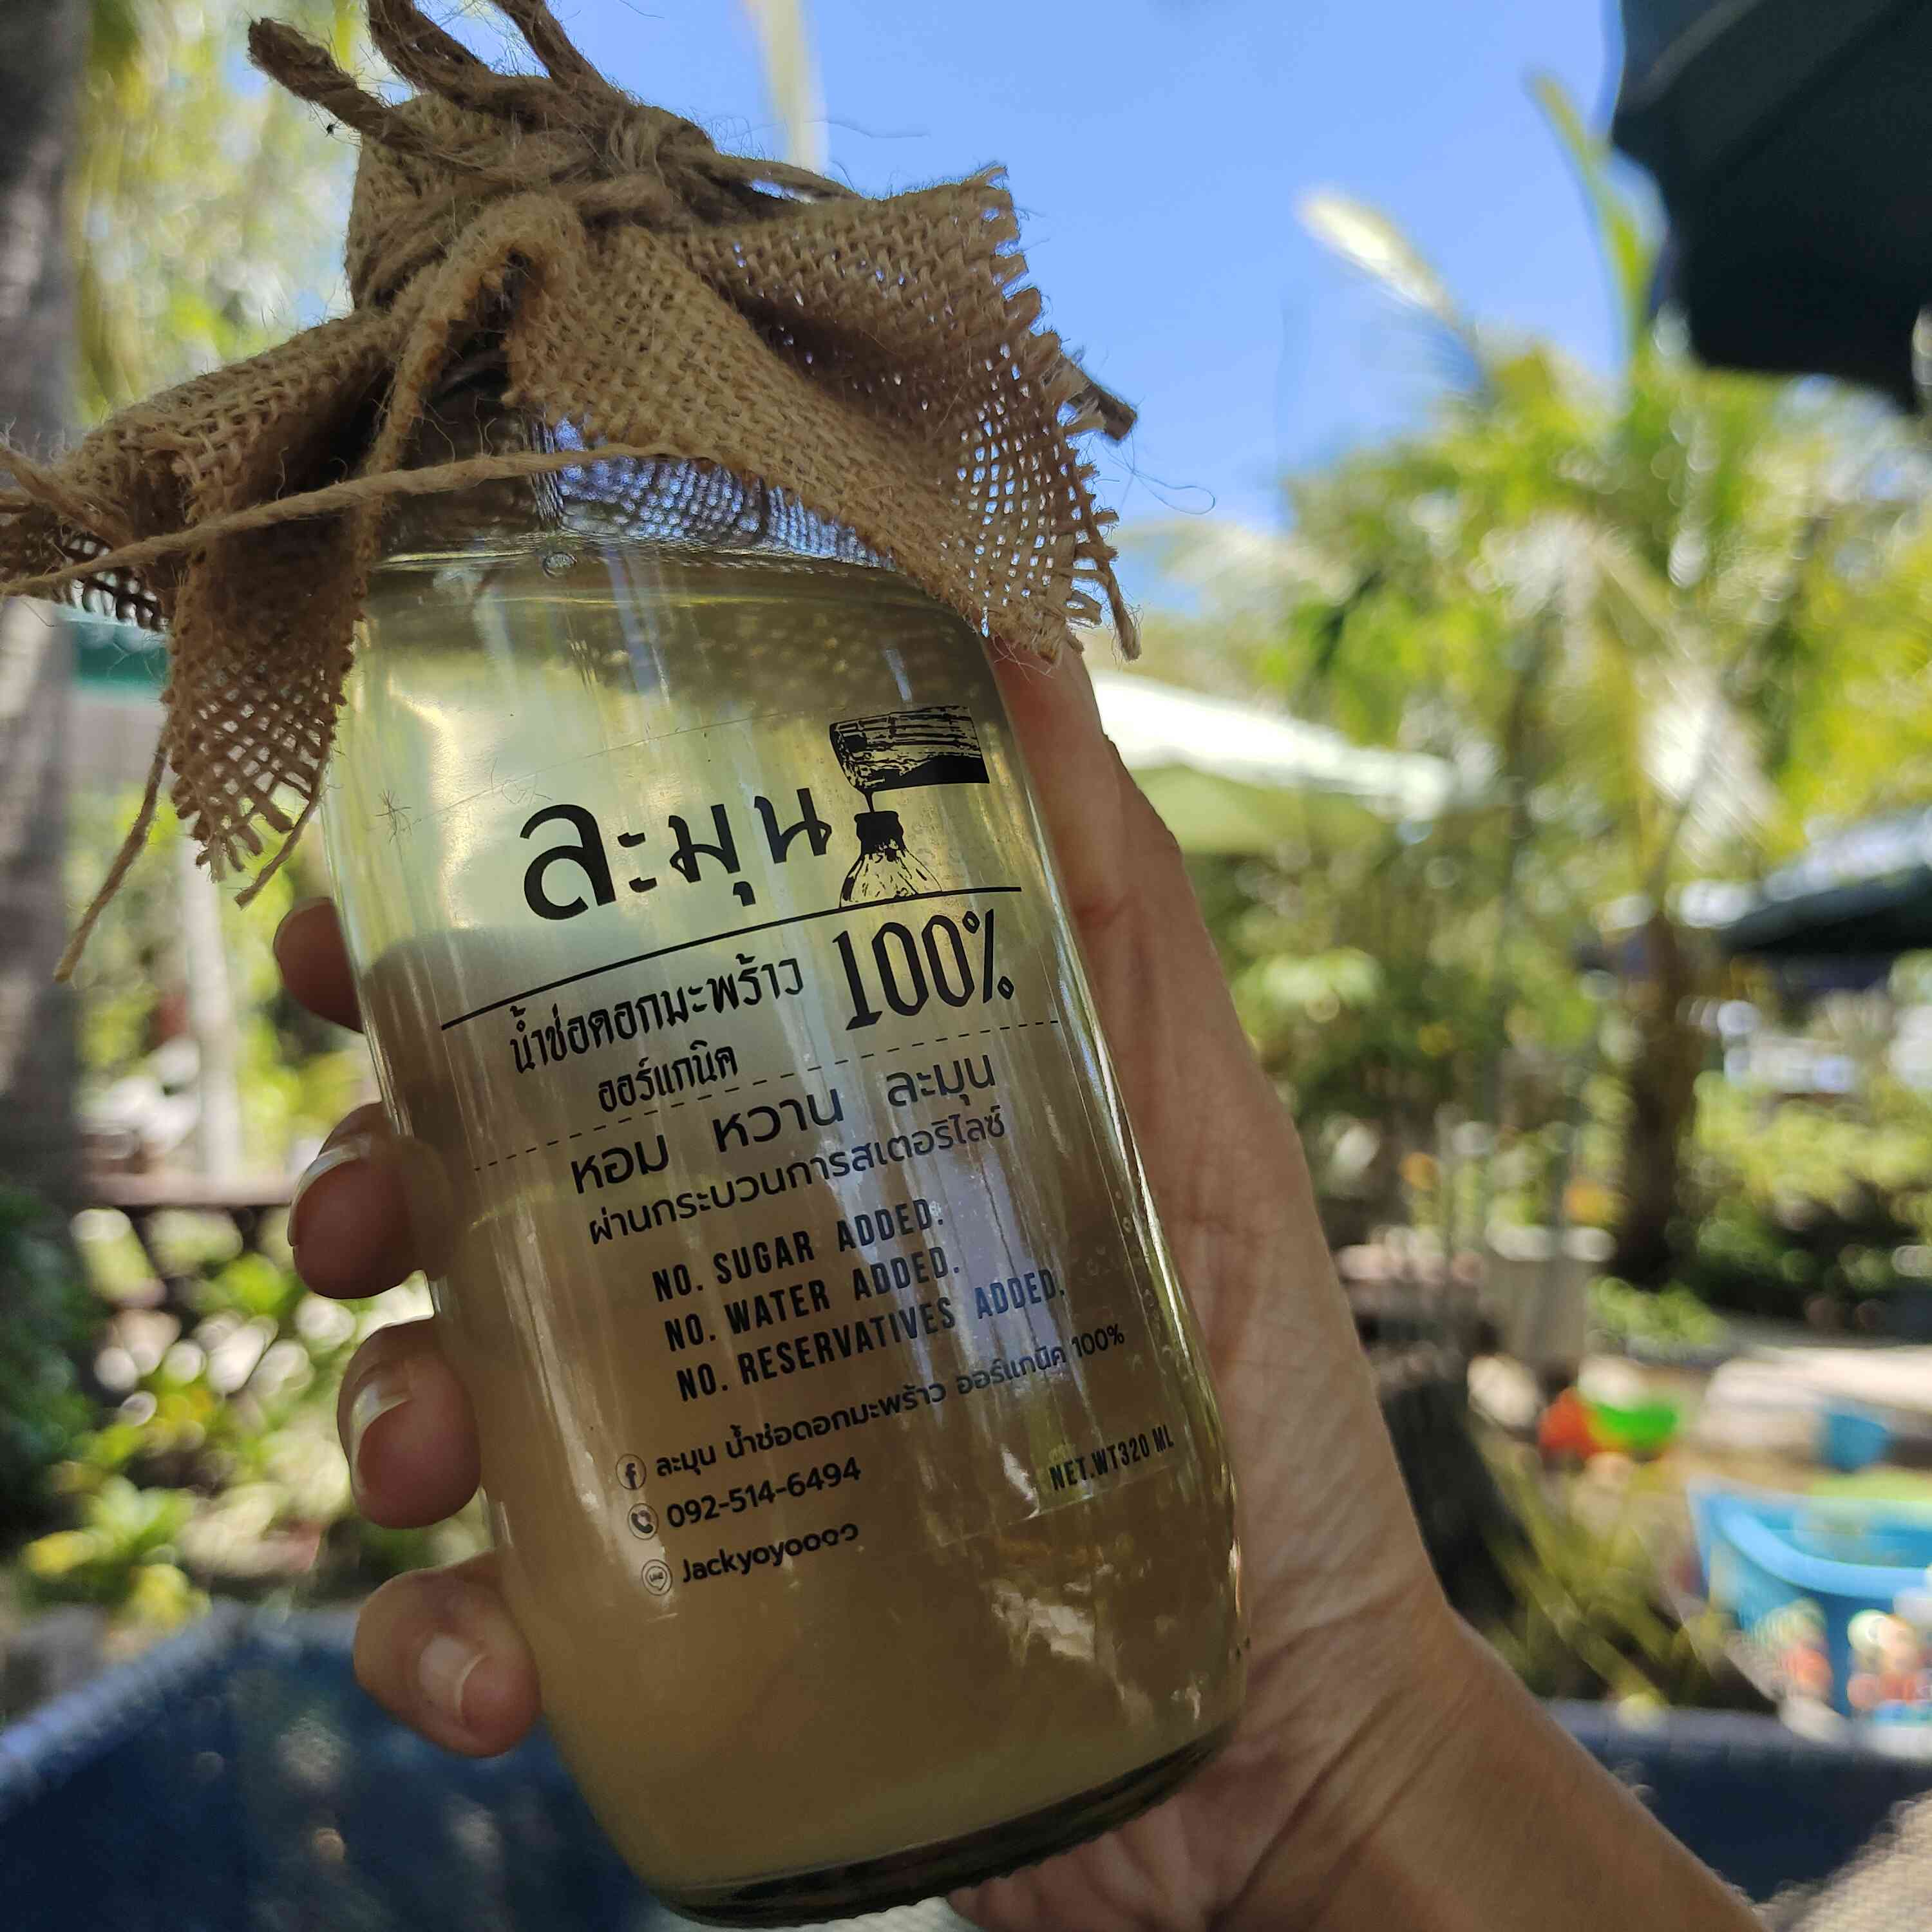 ละมุน
น้ำช่อดอกมะพร้าว 100%
ออร์แกนิค
หอม หวาน ละมุน
ผ่านกระบวนการสเตอริไลซ์
NO. SUGAR ADDED.
NO. WATER ADDED.
NO. RESERVATIVES ADDED.
ละมุน น้ำช่อดอกมะพร้าว ออร์แกนิค 100%
092-514-6494
Jackyoyoooo
NET.WT320 ML